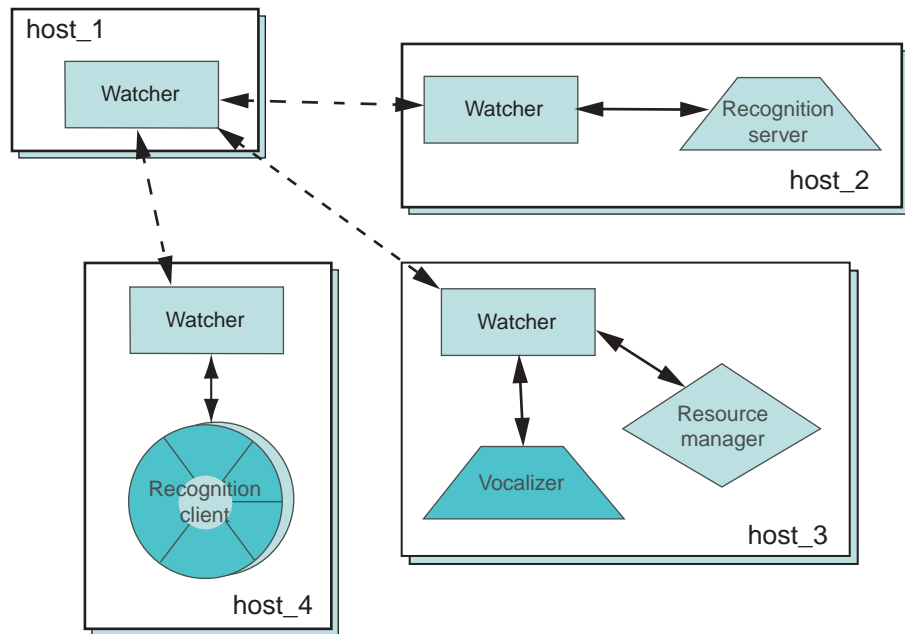 host_1
Watcher
Watcher
Recognition
server
host_2
Watcher
Recognition
client
host_4
Watcher
Resource
manager
Vocalizer
host_3